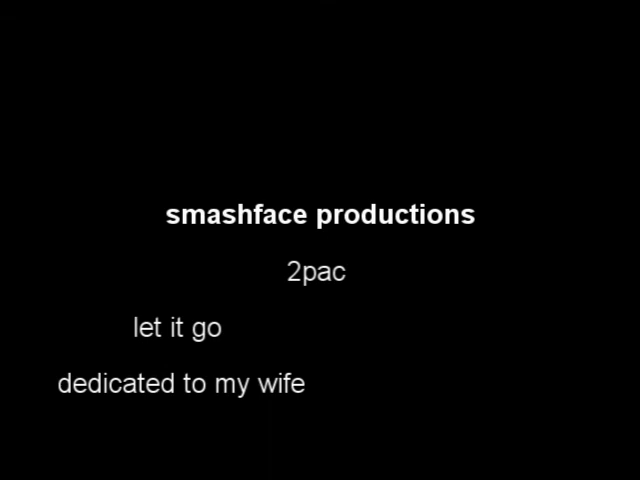 smashface productions
2pac
let it go
dedicated to my wife